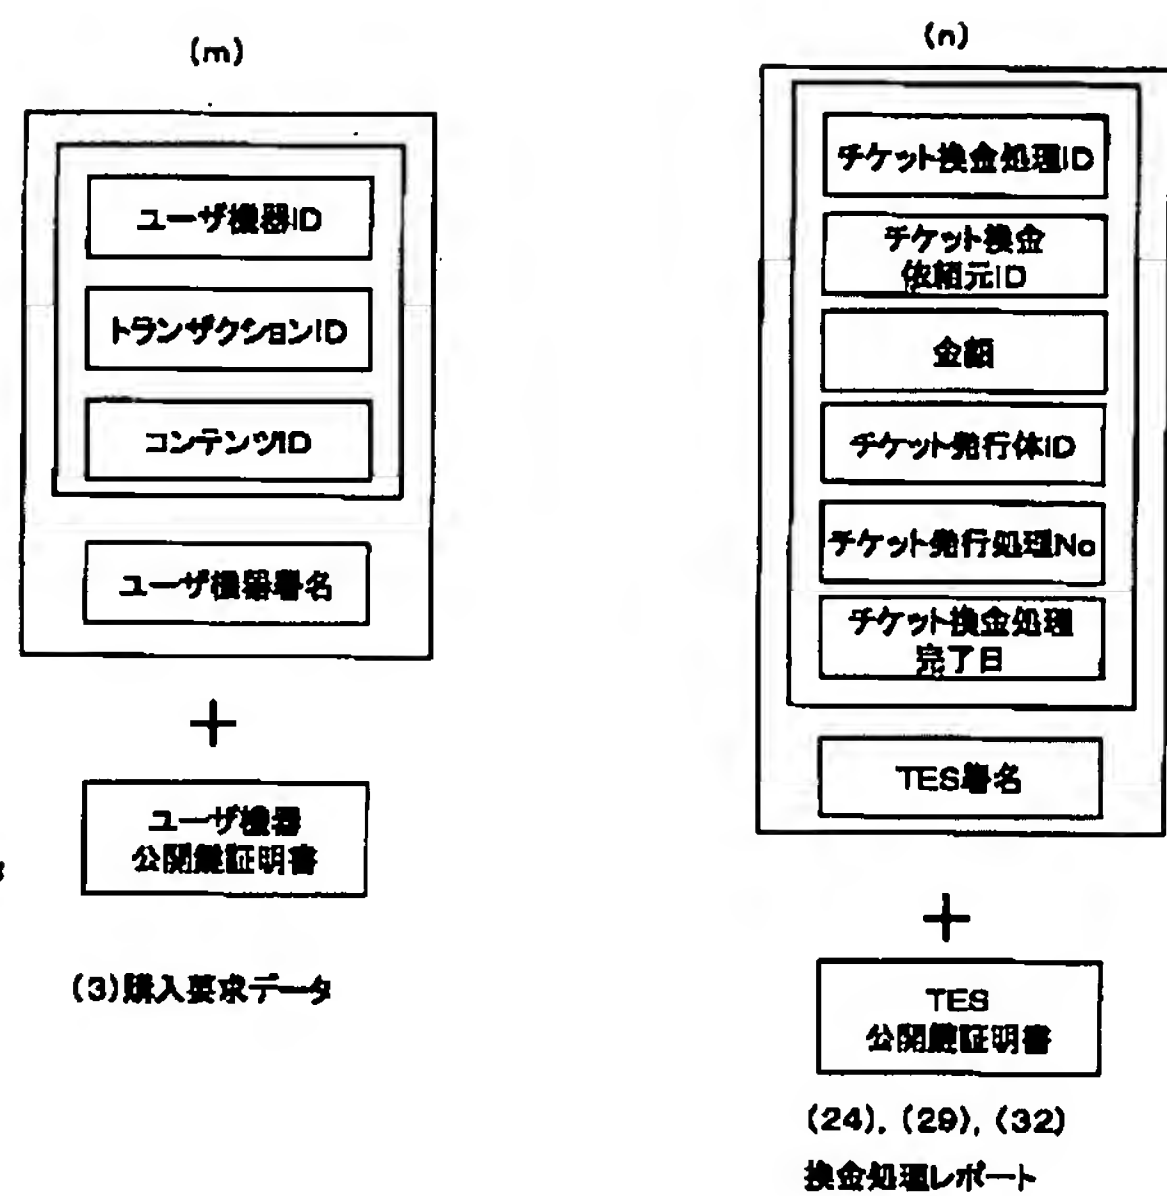 (m)
ユーザ機器ID
トランザクションID
コンテンツID
ユーザ機器署名
+
ユーザ機器
公開鍵証明書
(3)購入要求データ
(n)
チケット換金処理ID
チケット換金
依頼元ID
金額
チケット発行体ID
チケット発行処理No
チケット換金処理
完了日
TES署名
+
TES
公開鍵証明書
(24), (29), (32)
換金処理レポート